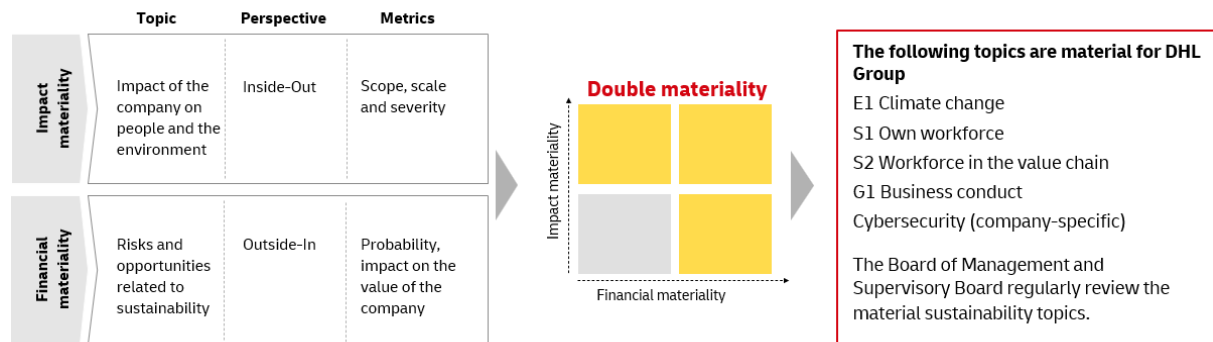 Topic
Perspective
Metrics
Impact
materiality
Impact of the
company on
people and the
environment
Inside-Out
Scope, scale
and severity
Financial
materiality
Risks and
opportunities
related to
sustainability
Outside-In
Probability,
impact on the
value of the
company
Double materiality
Impact materiality
Financial materiality
The following topics are material for DHL
Group
E1 Climate change
S1 Own workforce
S2 Workforce in the value chain
G1 Business conduct
Cybersecurity (company-specific)
The Board of Management and
Supervisory Board regularly review the
material sustainability topics.